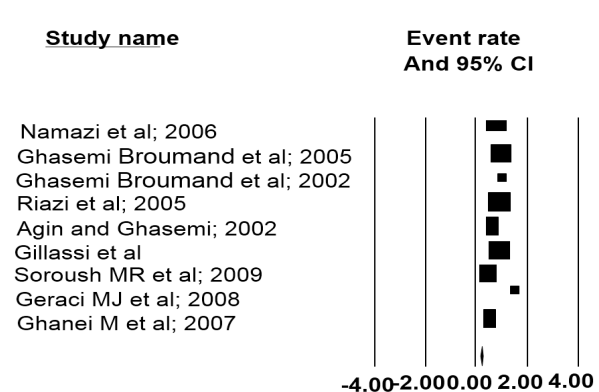 Study name
Event rate
And 95% CI
Namazi et al; 2006
Ghasemi Broumand et al; 2005
Ghasemi Broumand et al; 2002
Riazi et al; 2005
Agin and Ghasemi; 2002
Gillassi et al
Soroush MR et al; 2009
Geraci MJ et al; 2008
Ghanei M et al; 2007
-4.00 -2.00 0.00 2.00 4.00